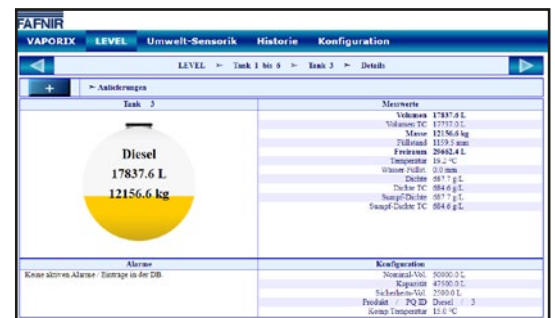 FAFNIR
VAPORIX LEVEL Umwelt-Sensorik Historie Konfiguration
LEVEL ➢ Tank 1 bis 6 ➢ Tank 3 ➢ Details
+ ➢ Anlieferungen
Tank 3
Diesel
17837.6 L
12156.6 kg
Messwerte
Volumen 17837.6 L
Volumen TC 17757.0 L
Masse 12156.6 kg
Füllstand 1159.5 mm
Freiraum 29662.4 L
Temperatur 19.2 °C
Wasser-Füllst. 0.0 mm
Dichte 687.7 g/L
Dichte TC 684.6 g/L
Sumpf-Dichte 687.7 g/L
Sumpf-Dichte TC 684.6 g/L
Alarme
Keine aktiven Alarme / Einträge in der DB.
Konfiguration
Nominal-Vol. 50000.0 L
Kapazität 47500.0 L
Sicherheits-Vol. 2500.0 L
Produkt / PQ ID Diesel / 3
Komp.Temperatur 15.0 °C